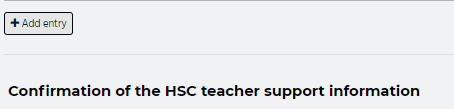 + Add entry
Confirmation of the HSC teacher support information